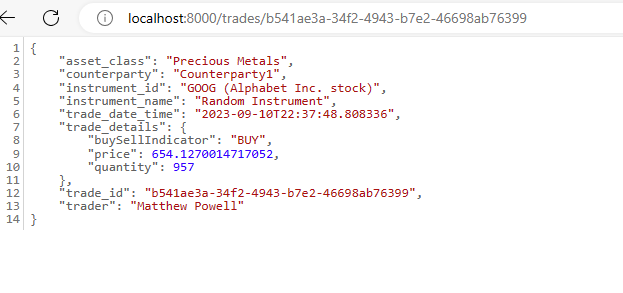 localhost:8000/trades/b541ae3a-34f2-4943-b7e2-46698ab76399
1 {
2 "asset_class": "Precious Metals",
3 "counterparty": "Counterparty1",
4 "instrument_id": "GOOG (Alphabet Inc. stock)",
5 "instrument_name": "Random Instrument",
6 "trade_date_time": "2023-09-10T22:37:48.808336",
7 "trade_details": {
8 "buySellIndicator": "BUY",
9 "price": 654.1270014717052,
10 "quantity": 957
11 },
12 "trade_id": "b541ae3a-34f2-4943-b7e2-46698ab76399",
13 "trader": "Matthew Powell"
14 }